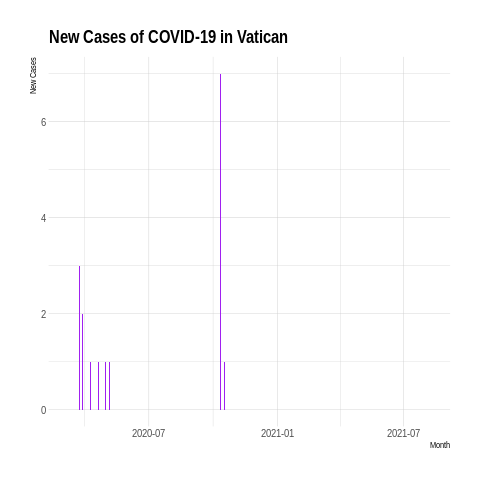 New Cases of COVID-19 in Vatican
New Cases
6
4
2
0
2020-07
2021-01
2021-07
Month